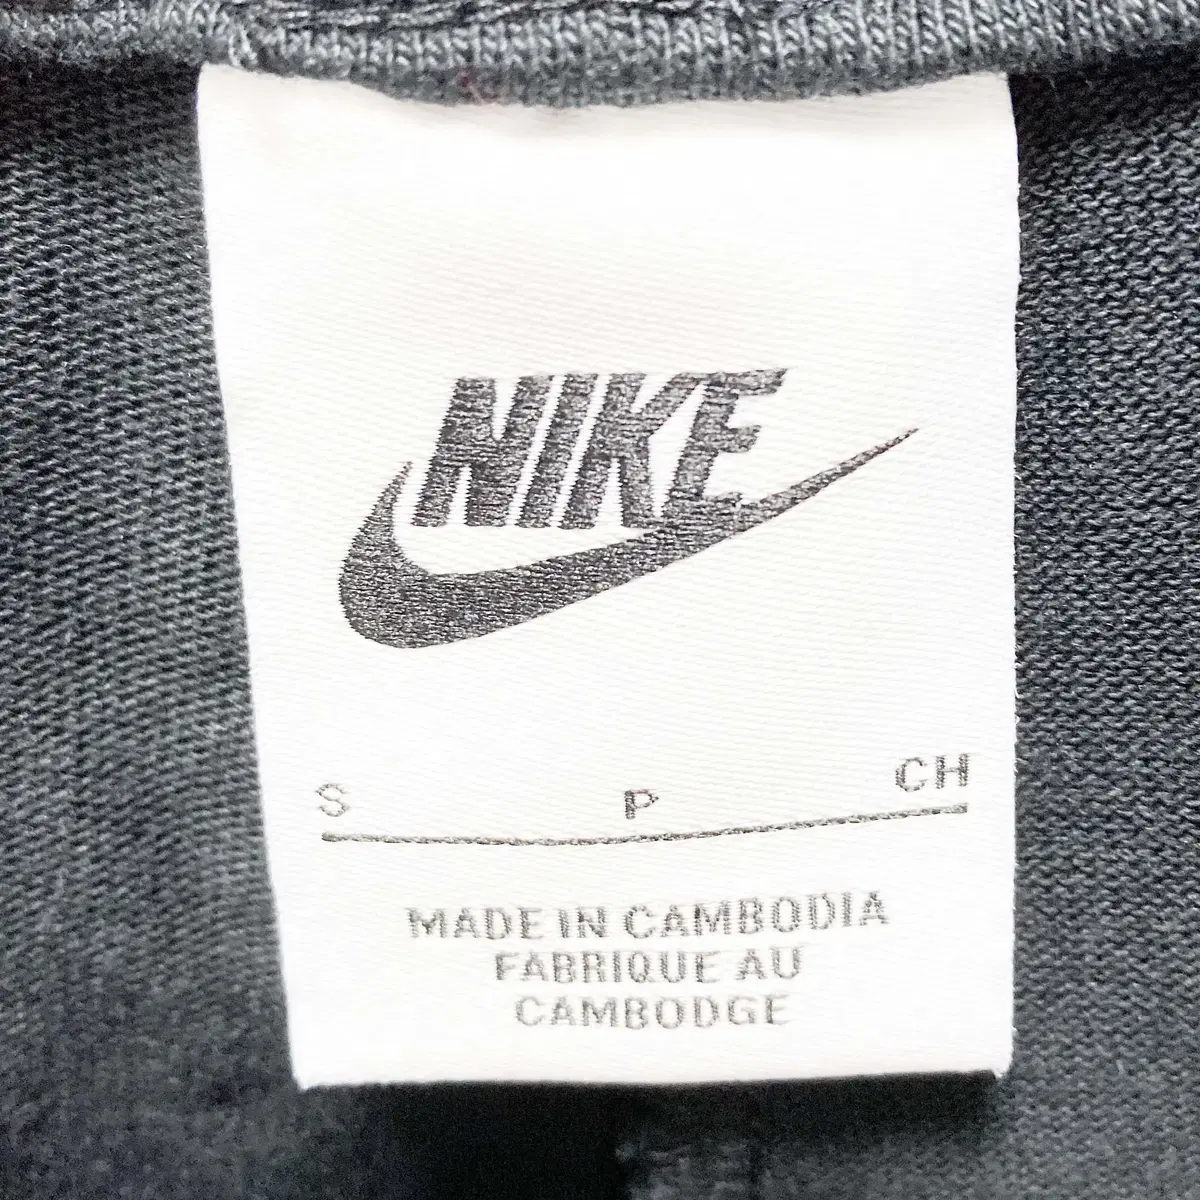 NIKE
S P CH
MADE IN CAMBODIA
FABRIQUE AU
CAMBODGE